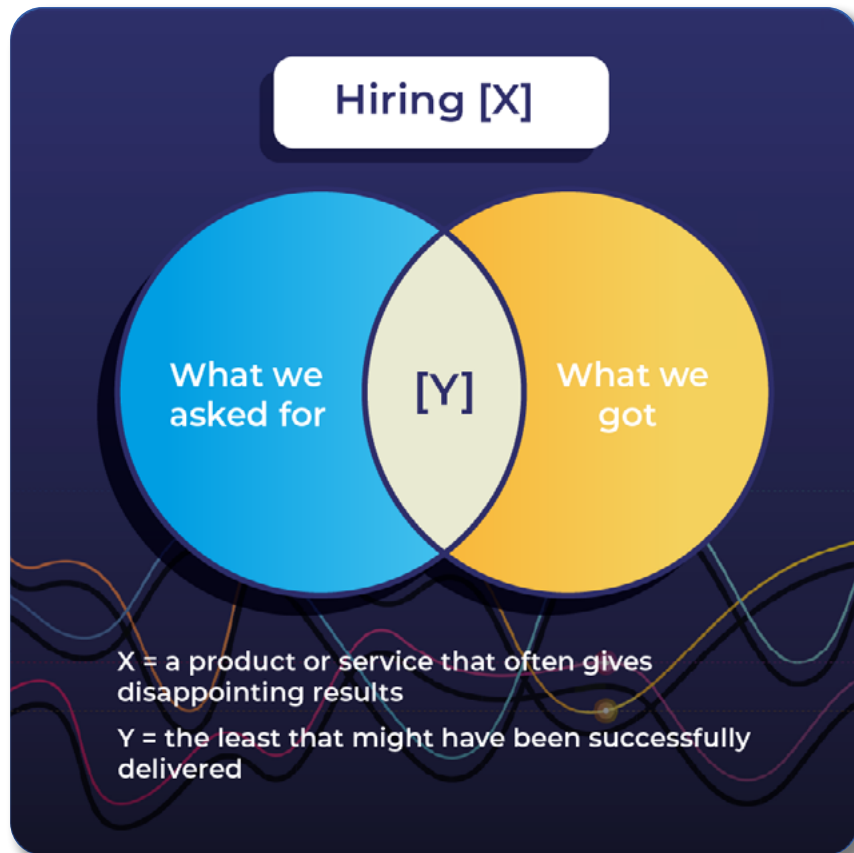 Hiring [X]
What we
asked for
[Y]
What we
got
X = a product or service that often gives
disappointing results
Y = the least that might have been successfully
delivered